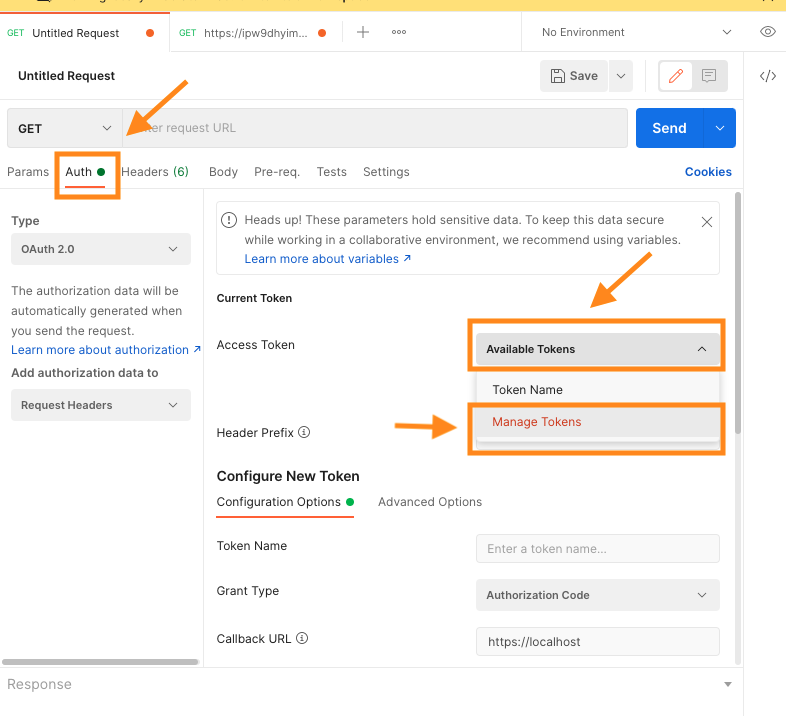 GET Untitled Request
GET https://ipw9dhyim...
No Environment
Untitled Request
Save
GET
request URL
Send
Params
Auth
Headers (6)
Body
Pre-req.
Tests
Settings
Cookies
Type
OAuth 2.0
The authorization data will be
automatically generated when
you send the request.
Learn more about authorization ↗
Add authorization data to
Request Headers
Heads up! These parameters hold sensitive data. To keep this data secure
while working in a collaborative environment, we recommend using variables.
Learn more about variables ↗
Current Token
Access Token
Available Tokens
Token Name
Manage Tokens
Header Prefix
Configure New Token
Configuration Options
Advanced Options
Token Name
Enter a token name...
Grant Type
Authorization Code
Callback URL
https://localhost
Response